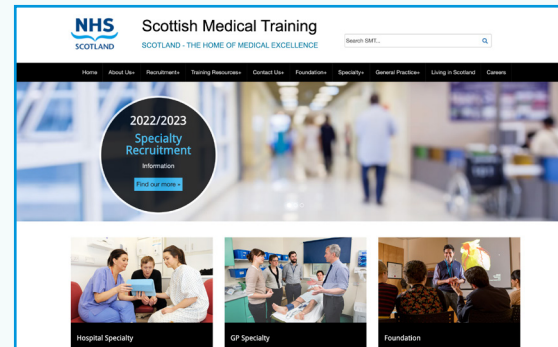 NHS
SCOTLAND
Scottish Medical Training
SCOTLAND - THE HOME OF MEDICAL EXCELLENCE
Search SMT...
Home About Us» Recruitment» Training Resources» Contact Us» Foundation» Specialty» General Practice» Living in Scotland Careers
2022/2023
Specialty
Recruitment
Information
Find our more »
Hospital Specialty
GP Specialty
Foundation